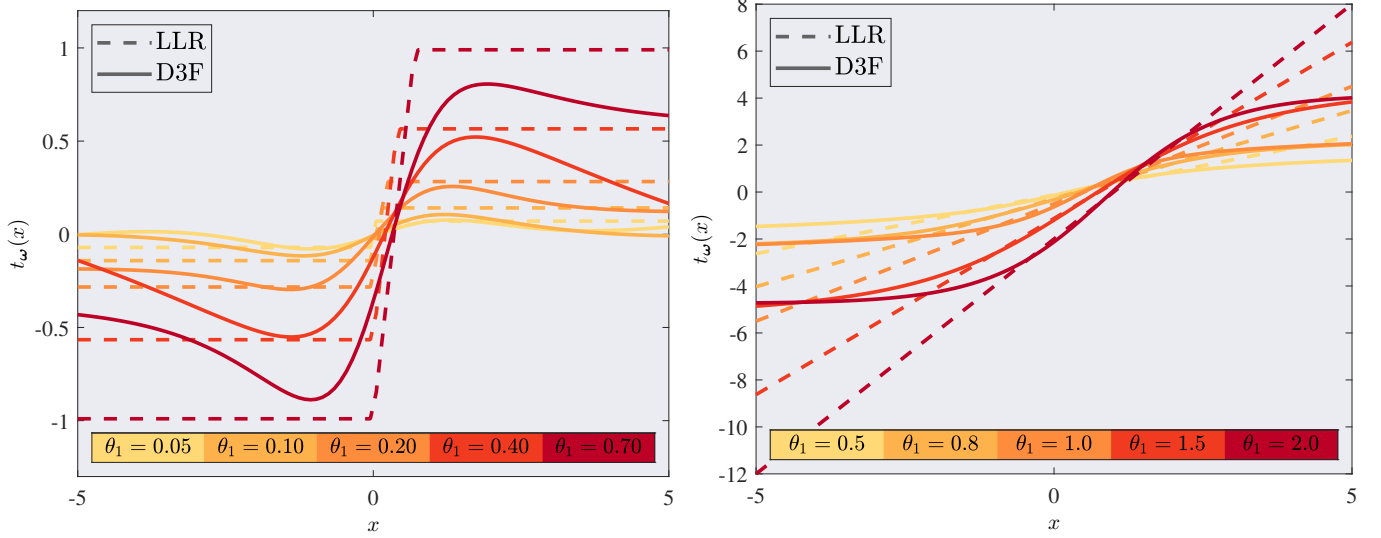 LLR
D3F
1
0.5
0
-0.5
-1
t_ω(x)
θ₁ = 0.05 θ₁ = 0.10 θ₁ = 0.20 θ₁ = 0.40 θ₁ = 0.70
-5 0 5
x
LLR
D3F
8
6
4
2
0
-2
-4
-6
-8
-10
-12
t_ω(x)
θ₁ = 0.5 θ₁ = 0.8 θ₁ = 1.0 θ₁ = 1.5 θ₁ = 2.0
-5 0 5
x